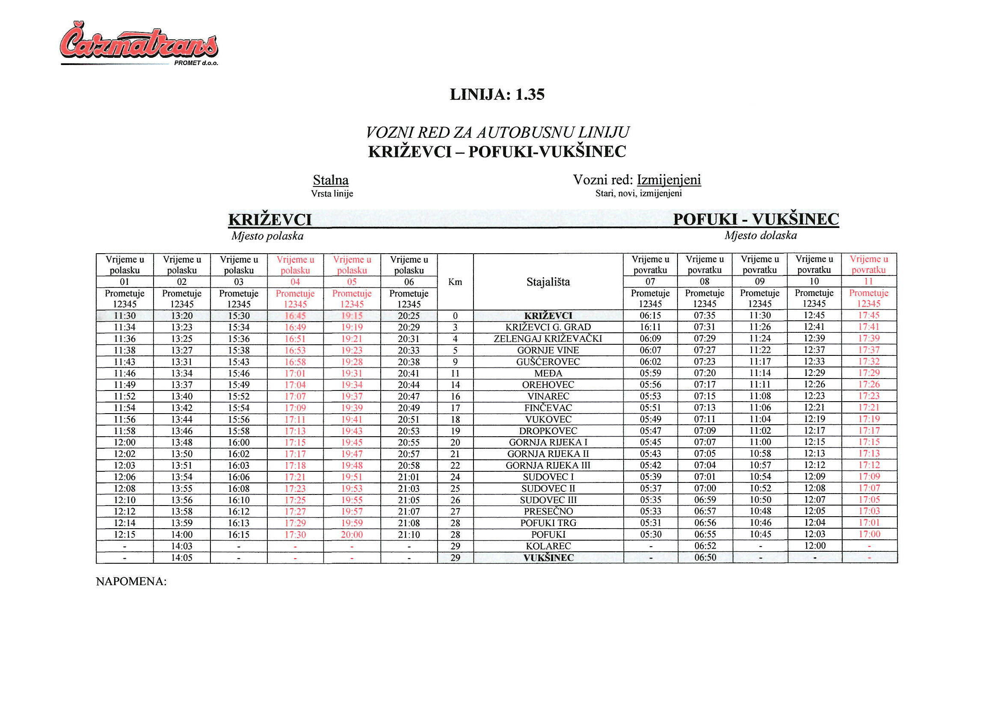 Čazmatrans
PROMET d.o.o.
LINIJA: 1.35
VOZNI RED ZA AUTOBUSNU LINIJU
KRIŽEVCI – POFUKI-VUKŠINEC
Stalna Vozni red: Izmijenjeni
Vrsta linije Stari, novi, izmijenjeni
KRIŽEVCI POFUKI - VUKŠINEC
Mjesto polaska Mjesto dolaska
Vrijeme u Vrijeme u Vrijeme u Vrijeme u Vrijeme u Vrijeme u Vrijeme u Vrijeme u Vrijeme u Vrijeme u Vrijeme u
polasku polasku polasku polasku polasku polasku povratku povratku povratku povratku povratku
01 02 03 04 05 06 Km Stajališta 07 08 09 10 11
Prometuje Prometuje Prometuje Prometuje Prometuje Prometuje Prometuje Prometuje Prometuje Prometuje Prometuje
12345 12345 12345 12345 12345 12345 12345 12345 12345 12345 12345
11:30 13:20 15:30 16:45 19:15 20:25 0 KRIŽEVCI 06:15 07:35 11:30 12:45 17:45
11:34 13:23 15:34 16:49 19:19 20:29 3 KRIŽEVCI G. GRAD 16:11 07:31 11:26 12:41 17:41
11:36 13:25 15:36 16:51 19:21 20:31 4 ZELENGAJ KRIŽEVAČKI 06:09 07:29 11:24 12:39 17:39
11:38 13:27 15:38 16:53 19:23 20:33 5 GORNJE VINE 06:07 07:27 11:22 12:37 17:37
11:43 13:31 15:43 16:58 19:28 20:38 9 GUŠĆEROVEC 06:02 07:23 11:17 12:33 17:32
11:46 13:34 15:46 17:01 19:31 20:41 11 MEĐA 05:59 07:20 11:14 12:29 17:29
11:49 13:37 15:49 17:04 19:34 20:44 14 OREHOVEC 05:56 07:17 11:11 12:26 17:26
11:52 13:40 15:52 17:07 19:37 20:47 16 VINAREC 05:53 07:15 11:08 12:23 17:23
11:54 13:42 15:54 17:09 19:39 20:49 17 FINČEVAC 05:51 07:13 11:06 12:21 17:21
11:56 13:44 15:56 17:11 19:41 20:51 18 VUKOVEC 05:49 07:11 11:04 12:19 17:19
11:58 13:46 15:58 17:13 19:43 20:53 19 DROPKOVEC 05:47 07:09 11:02 12:17 17:17
12:00 13:48 16:00 17:15 19:45 20:55 20 GORNJA RIJEKA I 05:45 07:07 11:00 12:15 17:15
12:02 13:50 16:02 17:17 19:47 20:57 21 GORNJA RIJEKA II 05:43 07:05 10:58 12:13 17:13
12:03 13:51 16:03 17:18 19:48 20:58 22 GORNJA RIJEKA III 05:42 07:04 10:57 12:12 17:12
12:06 13:54 16:06 17:21 19:51 21:01 24 SUDOVEC I 05:39 07:01 10:54 12:09 17:09
12:08 13:55 16:08 17:23 19:53 21:03 25 SUDOVEC II 05:37 07:00 10:52 12:08 17:07
12:10 13:56 16:10 17:25 19:55 21:05 26 SUDOVEC III 05:35 06:59 10:50 12:07 17:05
12:12 13:58 16:12 17:27 19:57 21:07 27 PRESEČNO 05:33 06:57 10:48 12:05 17:03
12:14 13:59 16:13 17:29 19:59 21:08 28 POFUKI TRG 05:31 06:56 10:46 12:04 17:01
12:15 14:00 16:15 17:30 20:00 21:10 28 POFUKI 05:30 06:55 10:45 12:03 17:00
- 14:03 - - - - 29 KOLAREC - 06:52 - 12:00 -
- 14:05 - - - - 29 VUKŠINEC - 06:50 - - -
NAPOMENA: